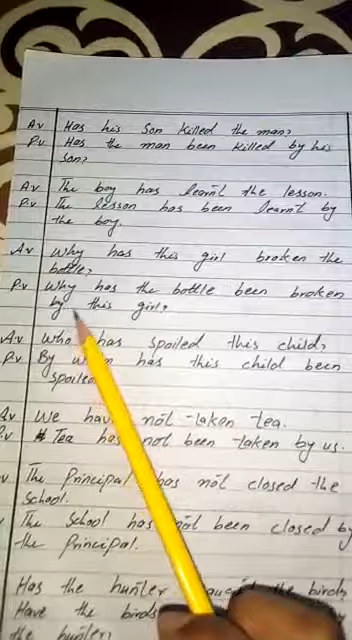 Av Has his son killed the man?
Pv Has the man been killed by his
son?
Av The boy has learnt the lesson.
Pv The lesson has been learnt by
the boy.
Av Why has this girl broken the
bottle?
Pv Why has the bottle been broken
by this girl?
Av Who has spoiled this child?
Pv By has this child been
spoiled
Av We have not taken tea.
Pv Tea has not been taken by us.
The Principal has not closed the
School.
The School has not been closed by
the Principal.
Has the hunter the birds
Have the birds
the hunter?